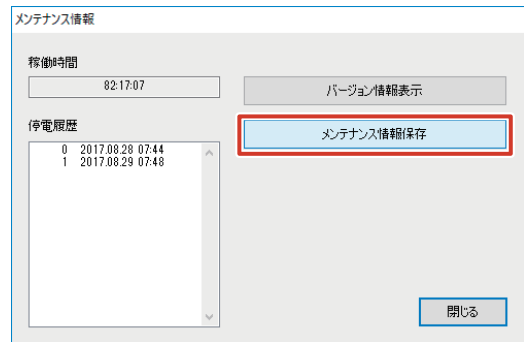 メンテナンス情報
稼働時間
82:17:07
バージョン情報表示
停電履歴
メンテナンス情報保存
0 2017.08.28 07:44
1 2017.08.29 07:48
閉じる